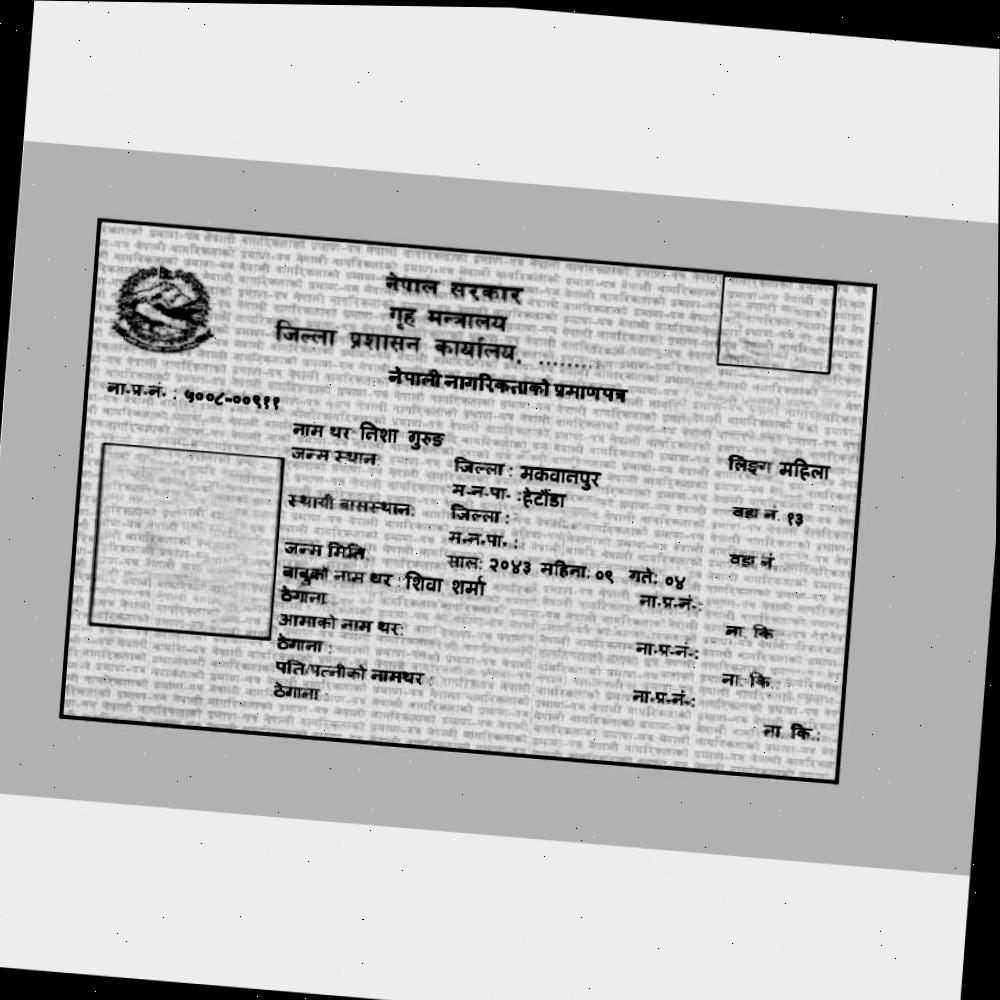 नेपाल सरकार
गृह मन्त्रालय
जिल्ला प्रशासन कार्यालय, .........
नेपाली नागरिकताको प्रमाणपत्र
ना.प्र.नं. : ५००८-००९११
नाम थर: निशा गुरुङ लिङ्ग महिला
जन्म स्थान: जिल्ला : मकवानपुर
म.न.पा. : हेटौंडा वडा नं. १३
स्थायी बासस्थान: जिल्ला :
म.न.पा. : वडा नं.
जन्म मिति: साल: २०४३ महिना: ०९ गते: ०४
बाबुको नाम थर : शिवा शर्मा ना.प्र.नं.:
ठेगाना : ना. कि.
आमाको नाम थर: ना.प्र.नं.:
ठेगाना : ना. कि.:
पति/पत्नीको नामथर : ना.प्र.नं.:
ठेगाना : ना. कि.: